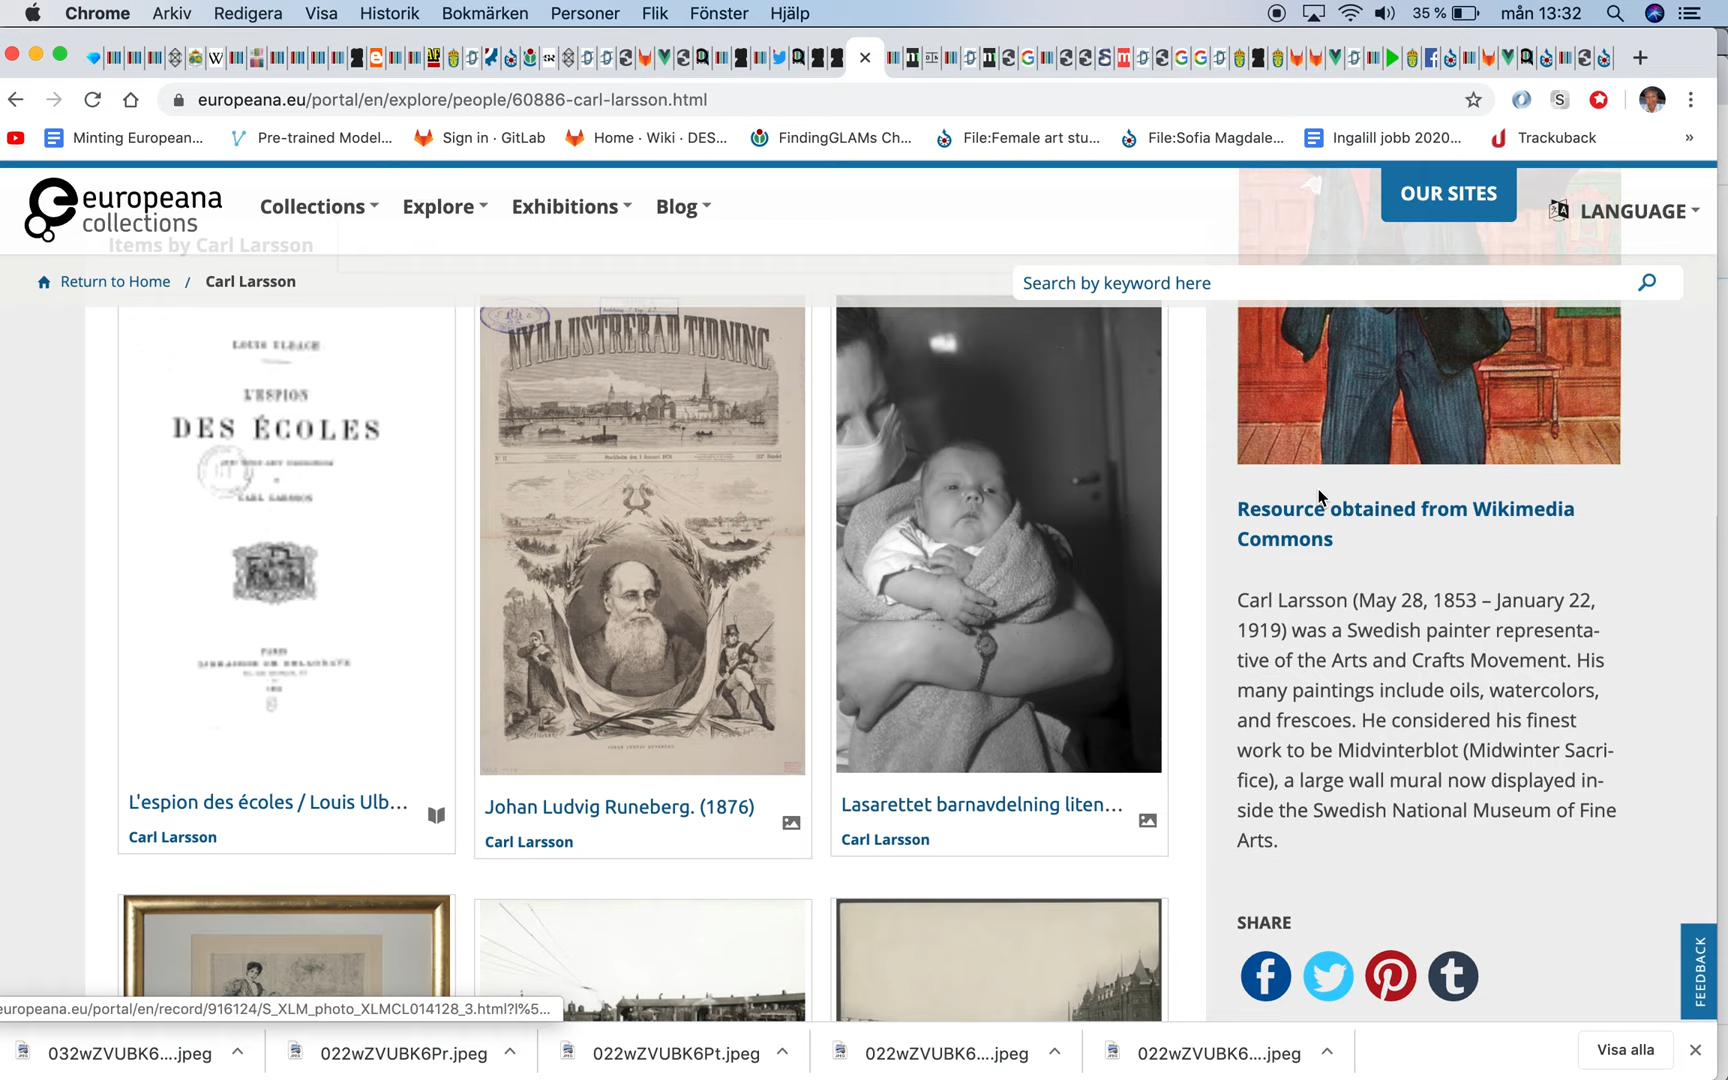 Chrome Arkiv Redigera Visa Historik Bokmärken Personer Flik Fönster Hjälp 35 % mån 13:32
europeana.eu/portal/en/explore/people/60886-carl-larsson.html
Minting European... Pre-trained Model... Sign in · GitLab Home · Wiki · DES... FindingGLAMs Ch... File:Female art stu... File:Sofia Magdale... Ingalill jobb 2020... Trackuback »
europeana
collections
Collections Explore Exhibitions Blog
OUR SITES
LANGUAGE
Items by Carl Larsson
Return to Home / Carl Larsson
Search by keyword here
LOUIS ULBACH
L'ESPION
DES ÉCOLES
CARL LARSSON
PARIS
NY ILLUSTRERAD TIDNING.
L'espion des écoles / Louis Ulb...
Carl Larsson
Johan Ludvig Runeberg. (1876)
Carl Larsson
Lasarettet barnavdelning liten...
Carl Larsson
Resource obtained from Wikimedia
Commons
Carl Larsson (May 28, 1853 – January 22,
1919) was a Swedish painter representa-
tive of the Arts and Crafts Movement. His
many paintings include oils, watercolors,
and frescoes. He considered his finest
work to be Midvinterblot (Midwinter Sacri-
fice), a large wall mural now displayed in-
side the Swedish National Museum of Fine
Arts.
SHARE
FEEDBACK
europeana.eu/portal/en/record/916124/S_XLM_photo_XLMCL014128_3.html?l%5...
032wZVUBK6....jpeg 022wZVUBK6Pr.jpeg 022wZVUBK6Pt.jpeg 022wZVUBK6....jpeg 022wZVUBK6....jpeg Visa alla